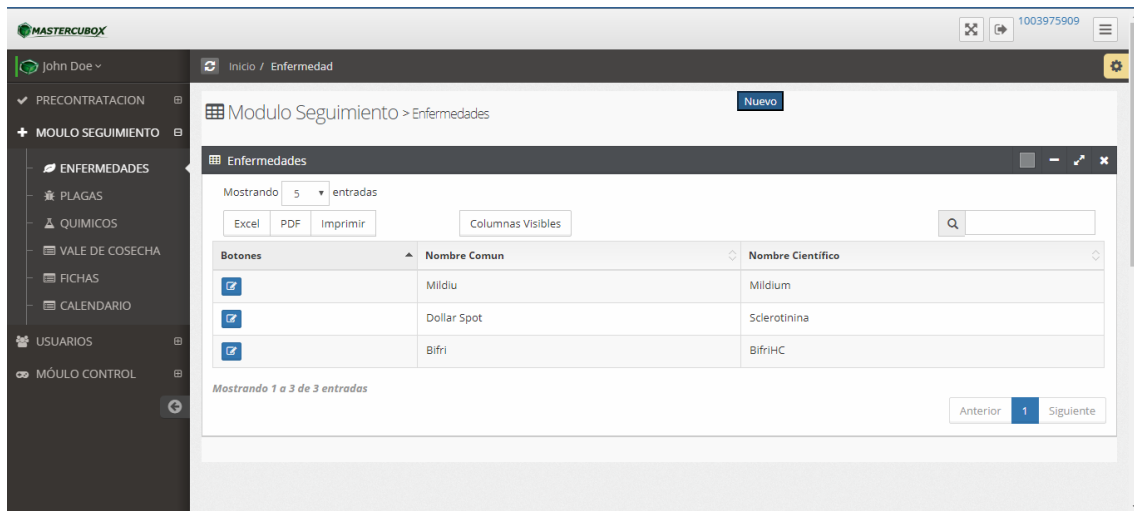 MASTERCUBOX
1003975909
John Doe
Inicio / Enfermedad
PRECONTRATACION
MOULO SEGUIMIENTO
ENFERMEDADES
PLAGAS
QUIMICOS
VALE DE COSECHA
FICHAS
CALENDARIO
USUARIOS
MÓULO CONTROL
Modulo Seguimiento > Enfermedades
Nuevo
Enfermedades
Mostrando 5 entradas
Excel PDF Imprimir Columnas Visibles
Botones Nombre Comun Nombre Científico
Mildiu Mildium
Dollar Spot Sclerotinina
Bifri BifriHC
Mostrando 1 a 3 de 3 entradas
Anterior 1 Siguiente